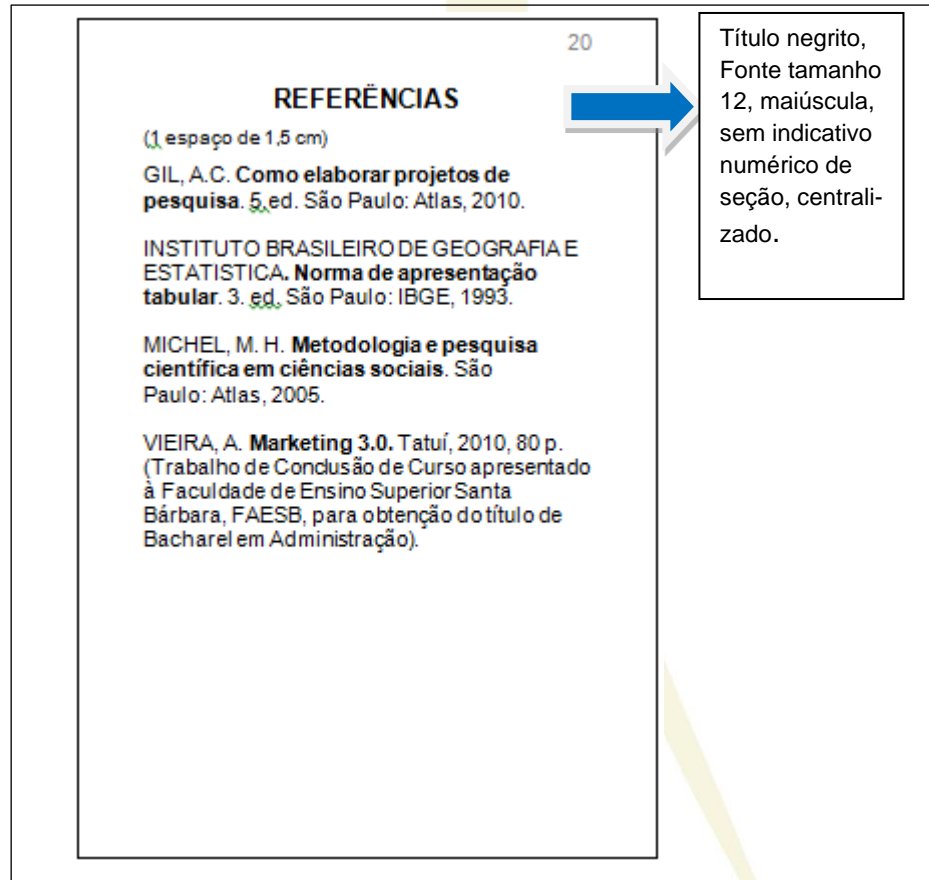 20
REFERÊNCIAS
(1 espaço de 1,5 cm)
GIL, A.C. Como elaborar projetos de
pesquisa. 5.ed. São Paulo: Atlas, 2010.
INSTITUTO BRASILEIRO DE GEOGRAFIA E
ESTATISTICA. Norma de apresentação
tabular. 3. ed. São Paulo: IBGE, 1993.
MICHEL, M. H. Metodologia e pesquisa
científica em ciências sociais. São
Paulo: Atlas, 2005.
VIEIRA, A. Marketing 3.0. Tatuí, 2010, 80 p.
(Trabalho de Conclusão de Curso apresentado
à Faculdade de Ensino Superior Santa
Bárbara, FAESB, para obtenção do título de
Bacharel em Administração).
Título negrito,
Fonte tamanho
12, maiúscula,
sem indicativo
numérico de
seção, centrali-
zado.